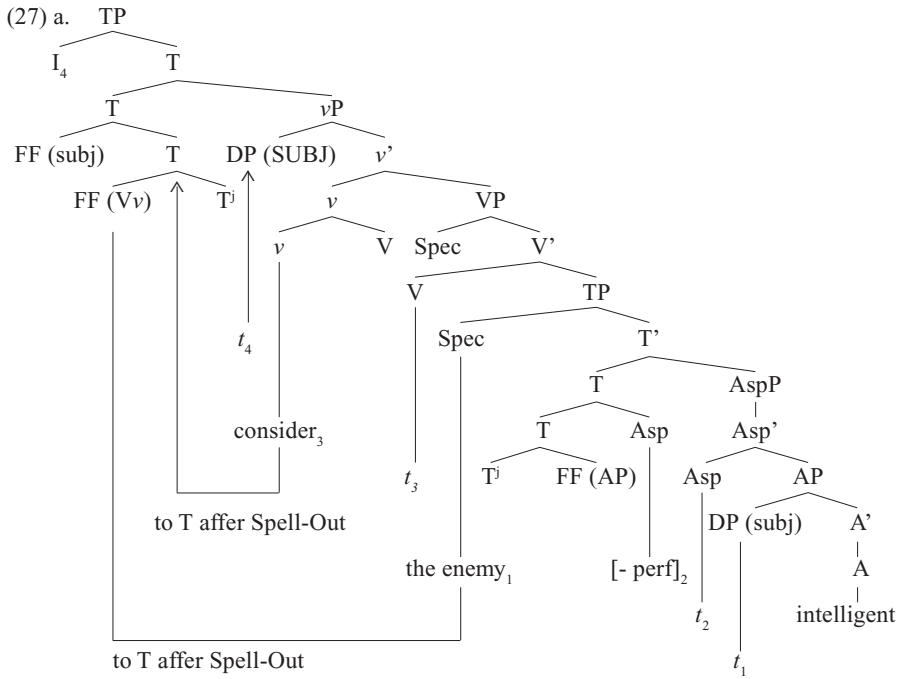 (27) a. TP
I₄ T
T vP
FF (subj) T DP (SUBJ) v’
FF (Vv) Tʲ v VP
v V Spec V’
V TP
t₄ Spec T’
T AspP
consider₃ T Asp Asp’
t₃ Tʲ FF (AP) Asp AP
to T affer Spell-Out DP (subj) A’
the enemy₁ [- perf]₂ A
t₂ intelligent
to T affer Spell-Out t₁